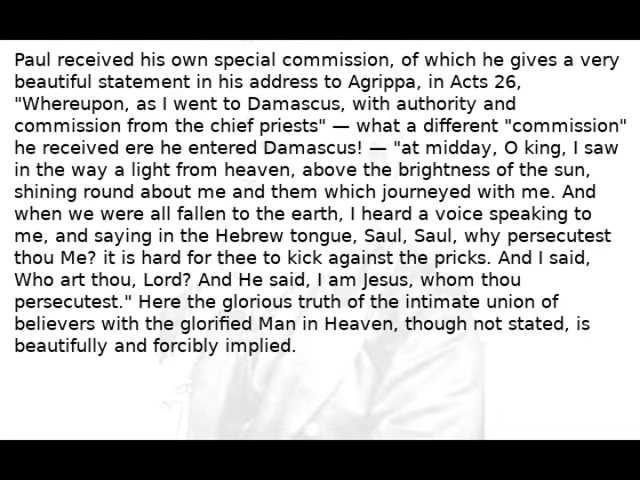 Paul received his own special commission, of which he gives a very
beautiful statement in his address to Agrippa, in Acts 26,
"Whereupon, as I went to Damascus, with authority and
commission from the chief priests" — what a different "commission"
he received ere he entered Damascus! — "at midday, O king, I saw
in the way a light from heaven, above the brightness of the sun,
shining round about me and them which journeyed with me. And
when we were all fallen to the earth, I heard a voice speaking to
me, and saying in the Hebrew tongue, Saul, Saul, why persecutest
thou Me? it is hard for thee to kick against the pricks. And I said,
Who art thou, Lord? And He said, I am Jesus, whom thou
persecutest." Here the glorious truth of the intimate union of
believers with the glorified Man in Heaven, though not stated, is
beautifully and forcibly implied.